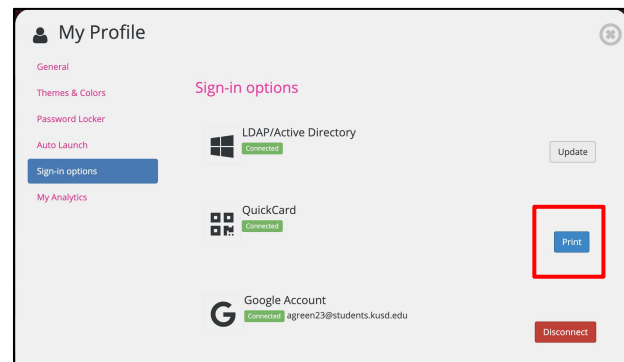 My Profile
General
Themes & Colors
Password Locker
Auto Launch
Sign-in options
My Analytics
Sign-in options
LDAP/Active Directory
Connected
Update
QuickCard
Connected
Print
Google Account
Connected agreen23@students.kusd.edu
Disconnect